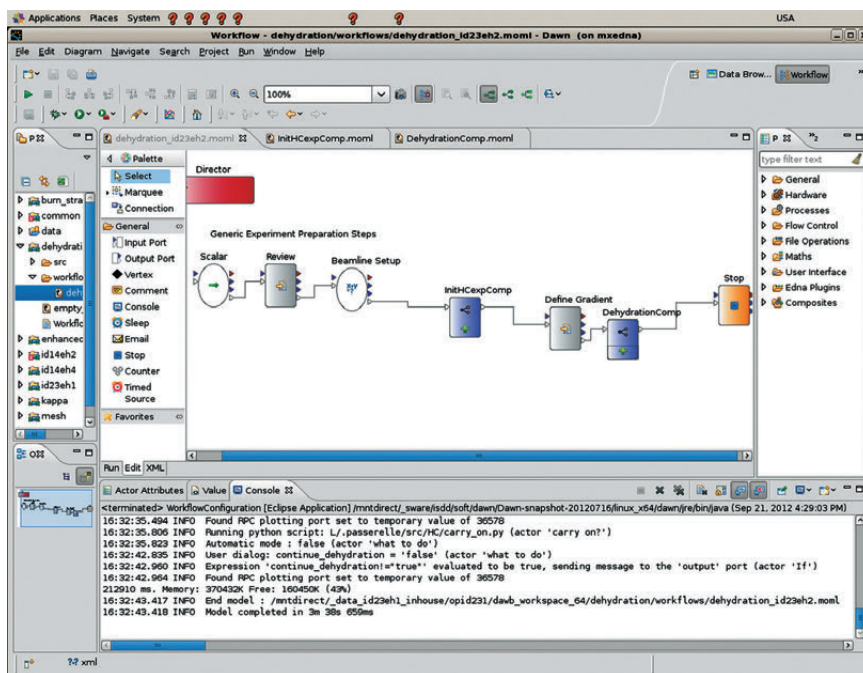 Applications Places System USA
Workflow - dehydration/workflows/dehydration_id23eh2.moml - Dawn (on mxedna)
File Edit Diagram Navigate Search Project Run Window Help
Data Brow... Workflow
100%
P
dehydration_id23eh2.moml InitHCexpComp.moml DehydrationComp.moml
P
type filter text
burn_stra
common
data
dehydrati
src
workflo
deh
empty_
Workflo
enhanced
id14eh2
id14eh4
id23eh1
kappa
mesh
Palette
Select
Marquee
Connection
General
Input Port
Output Port
Vertex
Comment
Console
Sleep
Email
Stop
Counter
Timed
Source
Favorites
Director
Generic Experiment Preparation Steps
Scalar
Review
Beamline Setup
InitHCexpComp
Define Gradient
DehydrationComp
Stop
General
Hardware
Processes
Flow Control
File Operations
Maths
User Interface
Edna Plugins
Composites
Run Edit XML
Actor Attributes Value Console
<terminated> WorkflowConfiguration [Eclipse Application] /mntdirect/_sware/isdd/soft/dawn/Dawn-snapshot-20120716/linux_x64/dawn/jre/bin/java (Sep 21, 2012 4:29:03 PM)
16:32:35.494 INFO Found RPC plotting port set to temporary value of 36578
16:32:35.806 INFO Running python script: L/.passerelle/src/HC/carry_on.py (actor 'carry on?')
16:32:35.823 INFO Automatic mode : false (actor 'what to do')
16:32:42.835 INFO User dialog: continue_dehydration = 'false' (actor 'what to do')
16:32:42.960 INFO Expression 'continue_dehydration!="true"' evaluated to be true, sending message to the 'output' port (actor 'If')
16:32:42.964 INFO Found RPC plotting port set to temporary value of 36578
212910 ms. Memory: 370432K Free: 160450K (43%)
16:32:43.417 INFO End model : /mntdirect/_data_id23eh1_inhouse/opid231/dawb_workspace_64/dehydration/workflows/dehydration_id23eh2.moml
16:32:43.418 INFO Model completed in 3m 38s 659ms
xml